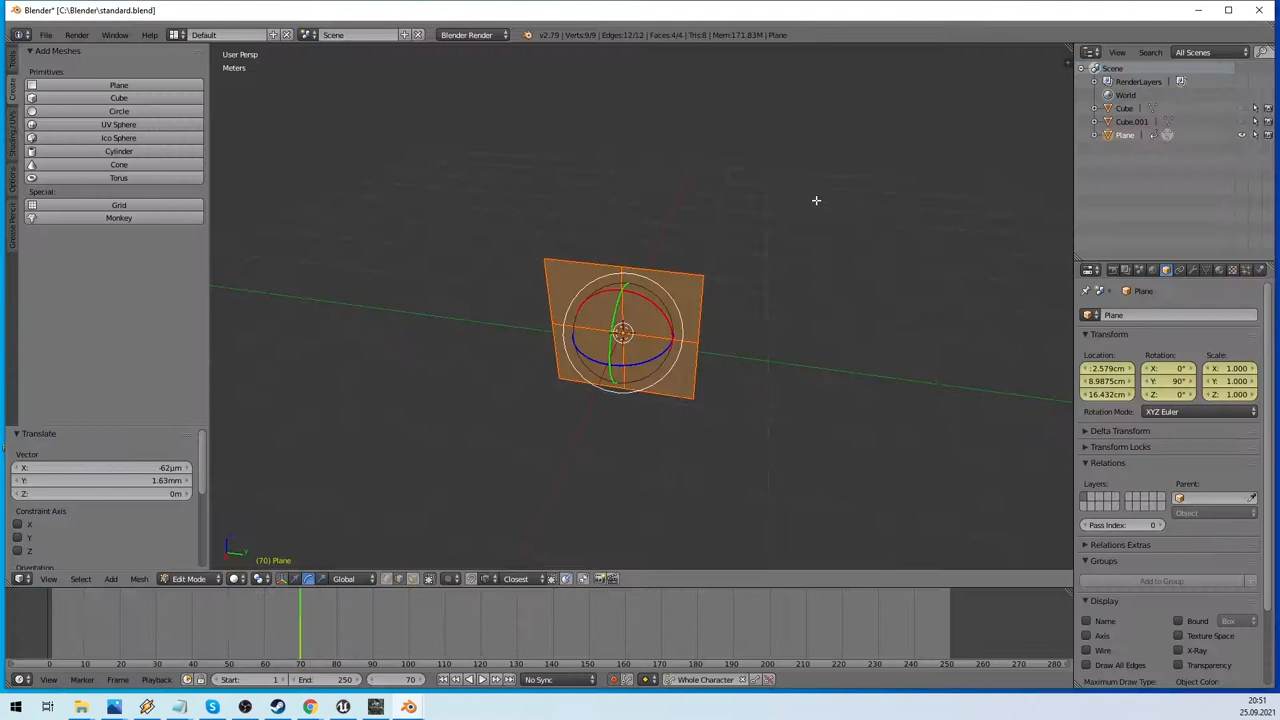 Blender* [C:\Blender\standard.blend]
File Render Window Help Default Scene Blender Render v2.79 | Verts:9/9 | Edges:12/12 | Faces:4/4 | Tris:8 | Mem:171.83M | Plane
View Search All Scenes
Tools
Create
Shading / UVs
Options
Grease Pencil
Add Meshes
Primitives:
Plane
Cube
Circle
UV Sphere
Ico Sphere
Cylinder
Cone
Torus
Special:
Grid
Monkey
Translate
Vector
X: -62µm
Y: 1.63mm
Z: 0m
Constraint Axis
X
Y
Z
User Persp
Meters
(70) Plane
View Select Add Mesh Edit Mode Global Closest
Scene
RenderLayers
World
Cube
Cube.001
Plane
Plane
Plane
Transform
Location: Rotation: Scale:
:2.579cm X: 0° X: 1.000
8.9875cm Y: 90° Y: 1.000
16.432cm Z: 0° Z: 1.000
Rotation Mode: XYZ Euler
Delta Transform
Transform Locks
Relations
Layers: Parent:
Object
Pass Index: 0
Relations Extras
Groups
Add to Group
Display
Name Bound Box
Axis Texture Space
Wire X-Ray
Draw All Edges Transparency
Maximum Draw Type: Object Color:
0 10 20 30 40 50 60 70 80 90 100 110 120 130 140 150 160 170 180 190 200 210 220 230 240 250 260 270 280
View Marker Frame Playback Start: 1 End: 250 70 No Sync Whole Character
20:51
25.09.2021